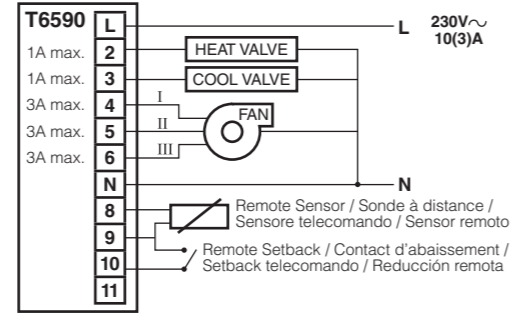 T6590 L L 230V~
10(3)A
1A max. 2 HEAT VALVE
1A max. 3 COOL VALVE
3A max. 4 I FAN
3A max. 5 II
3A max. 6 III
N N
8 Remote Sensor / Sonde à distance /
Sensore telecomando / Sensor remoto
9
Remote Setback / Contact d'abaissement /
10 Setback telecomando / Reducción remota
11